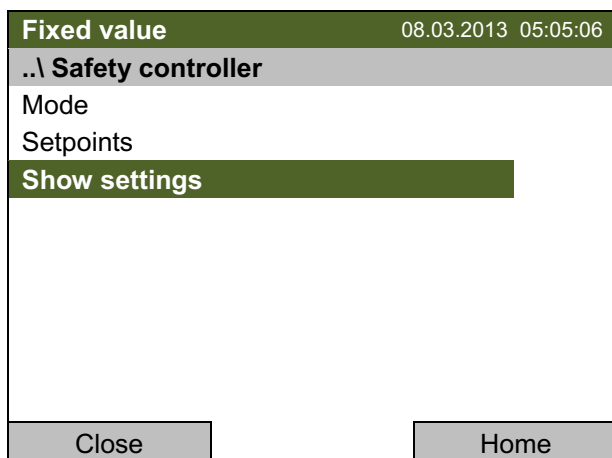 Fixed value 08.03.2013 05:05:06
..\ Safety controller
Mode
Setpoints
Show settings
Close Home